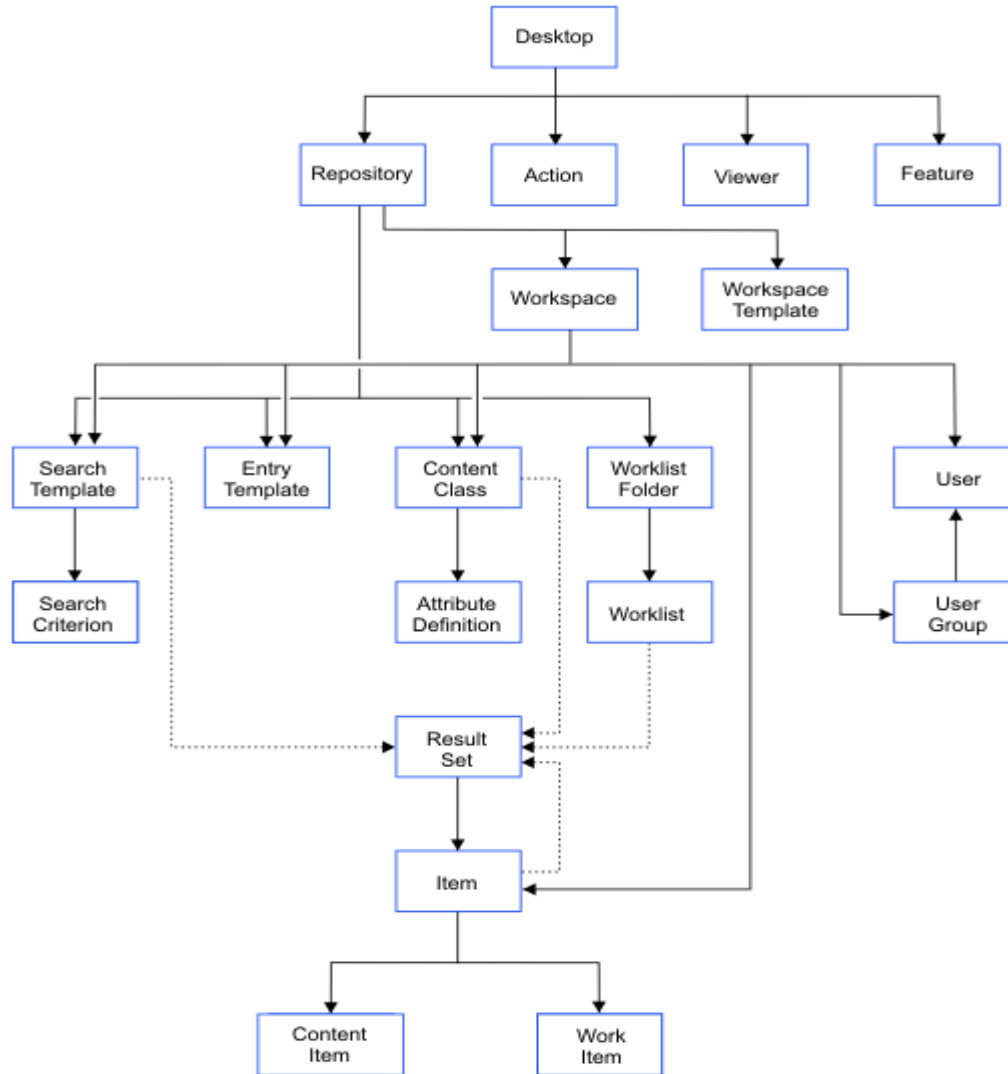 Desktop
Repository
Action
Viewer
Feature
Workspace
Workspace
Template
Search
Template
Entry
Template
Content
Class
Worklist
Folder
User
Search
Criterion
Attribute
Definition
Worklist
User
Group
Result
Set
Item
Content
Item
Work
Item